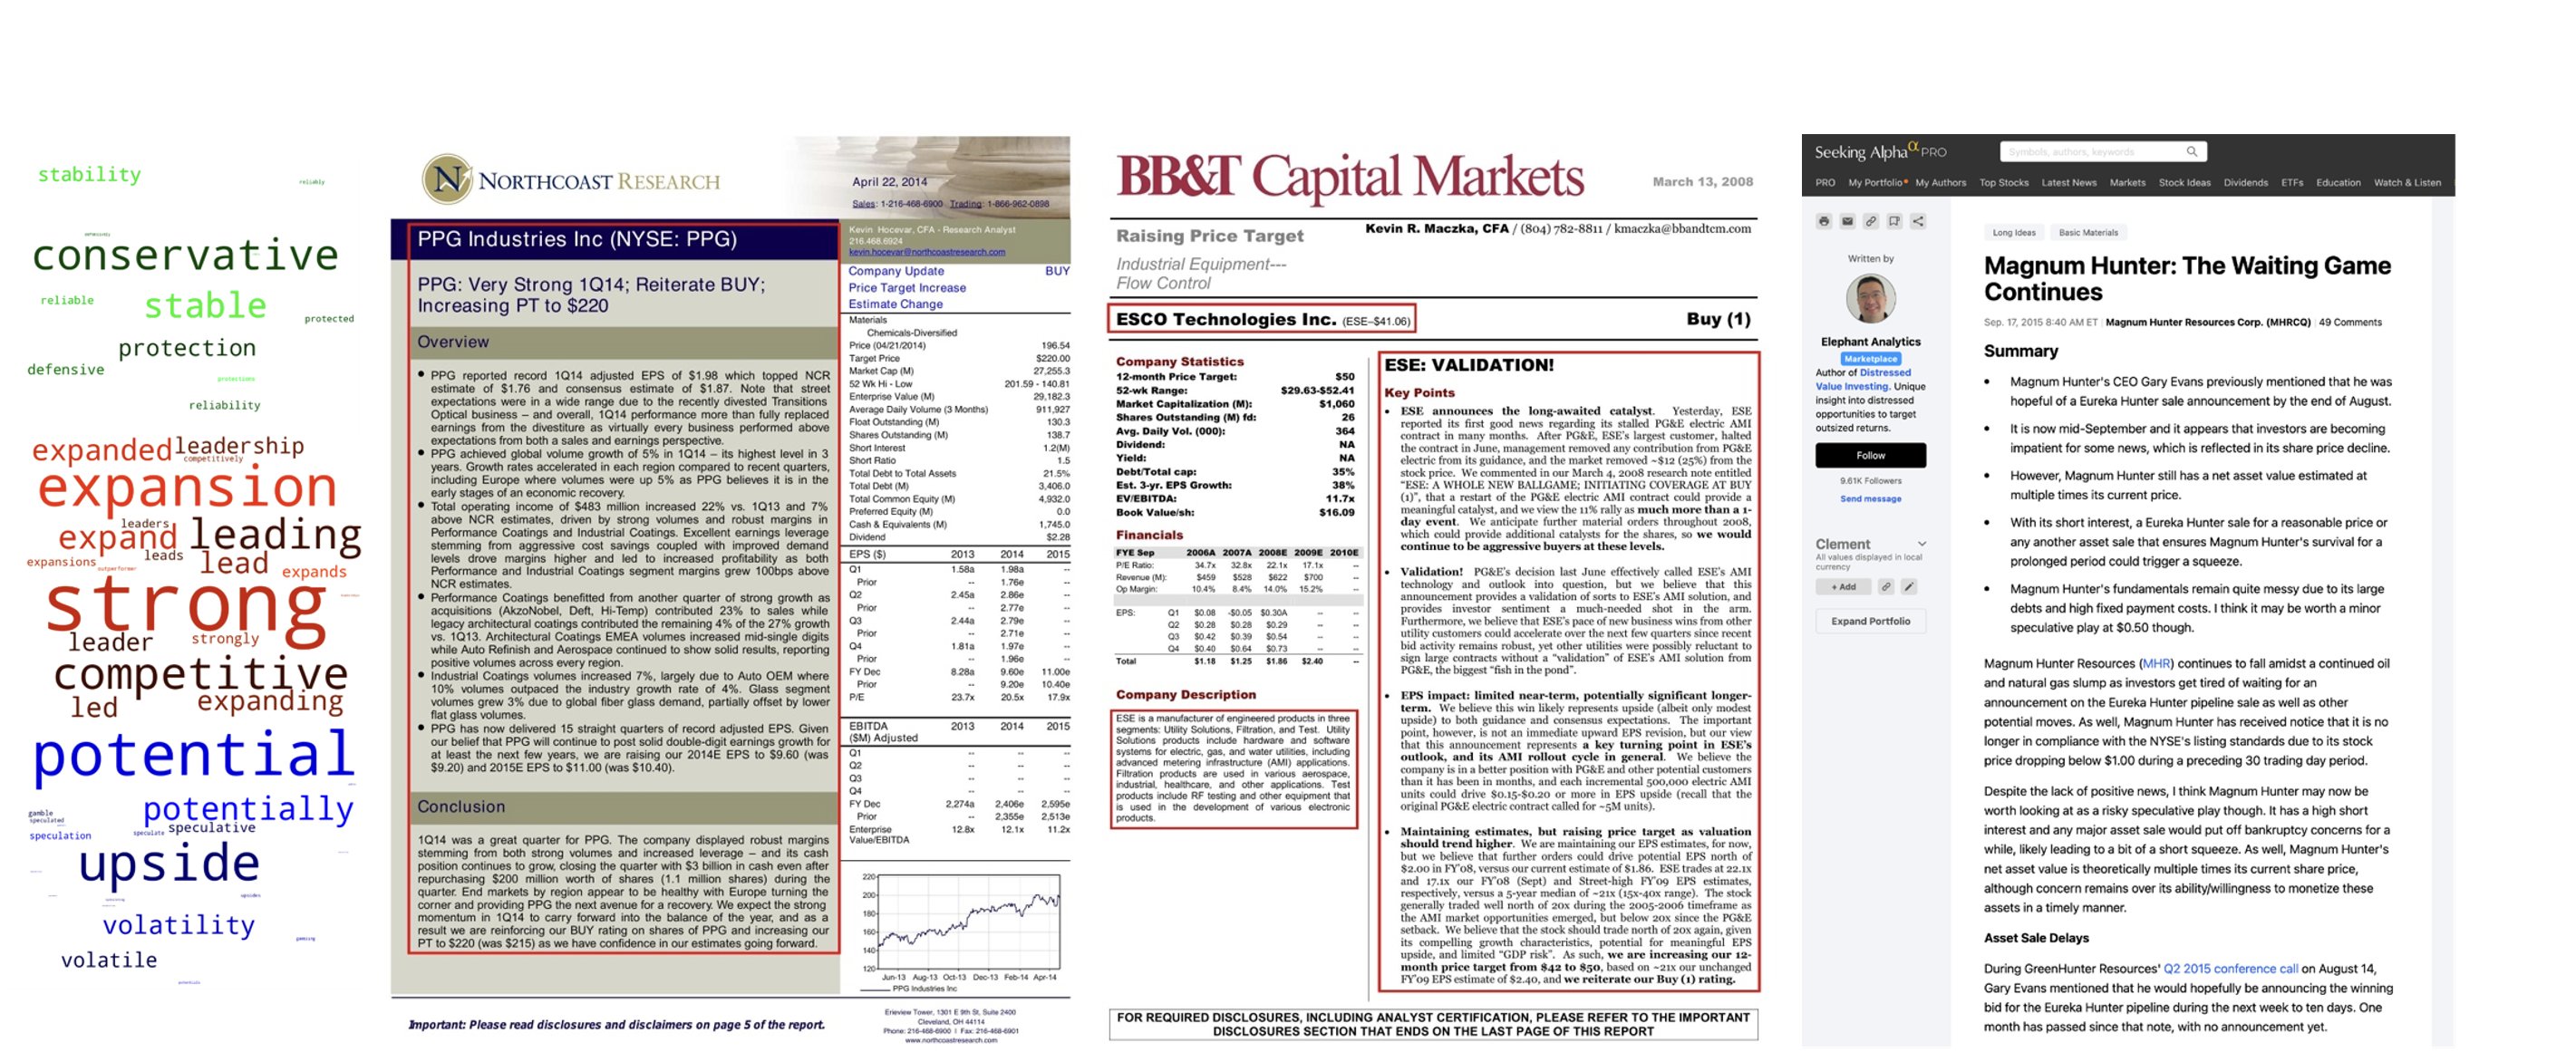 stability
reliably
conservative
reliable
stable
protected
protection
defensive
protections
reliability
expanded
leadership
competitively
expansion
leaders
expand
leading
leads
expansions
lead
outperformer
expands
strong
leader
strongly
competitive
led
expanding
potential
gamble
speculated
potentially
speculation
speculate
speculative
upside
upsides
volatility
gambling
volatile
potentials
NORTHCOAST RESEARCH
April 22, 2014
Sales: 1-216-468-6900 Trading: 1-866-962-0898
PPG Industries Inc (NYSE: PPG)
Kevin Hocevar, CFA - Research Analyst
216.468.6924
kevin.hocevar@northcoastresearch.com
PPG: Very Strong 1Q14; Reiterate BUY;
Increasing PT to $220
Overview
• PPG reported record 1Q14 adjusted EPS of $1.98 which topped NCR
estimate of $1.76 and consensus estimate of $1.87. Note that street
expectations were in a wide range due to the recently divested Transitions
Optical business – and overall, 1Q14 performance more than fully replaced
earnings from the divestiture as virtually every business performed above
expectations from both a sales and earnings perspective.
• PPG achieved global volume growth of 5% in 1Q14 – its highest level in 3
years. Growth rates accelerated in each region compared to recent quarters,
including Europe where volumes were up 5% as PPG believes it is in the
early stages of an economic recovery.
• Total operating income of $483 million increased 22% vs. 1Q13 and 7%
above NCR estimates, driven by strong volumes and robust margins in
Performance Coatings and Industrial Coatings. Excellent earnings leverage
stemming from aggressive cost savings coupled with improved demand
levels drove margins higher and led to increased profitability as both
Performance and Industrial Coatings segment margins grew 100bps above
NCR estimates.
• Performance Coatings benefitted from another quarter of strong growth as
acquisitions (AkzoNobel, Deft, Hi-Temp) contributed 23% to sales while
legacy architectural coatings contributed the remaining 4% of the 27% growth
vs. 1Q13. Architectural Coatings EMEA volumes increased mid-single digits
while Auto Refinish and Aerospace continued to show solid results, reporting
positive volumes across every region.
• Industrial Coatings volumes increased 7%, largely due to Auto OEM where
10% volumes outpaced the industry growth rate of 4%. Glass segment
volumes grew 3% due to global fiber glass demand, partially offset by lower
flat glass volumes.
• PPG has now delivered 15 straight quarters of record adjusted EPS. Given
our belief that PPG will continue to post solid double-digit earnings growth for
at least the next few years, we are raising our 2014E EPS to $9.60 (was
$9.20) and 2015E EPS to $11.00 (was $10.40).
Conclusion
1Q14 was a great quarter for PPG. The company displayed robust margins
stemming from both strong volumes and increased leverage – and its cash
position continues to grow, closing the quarter with $3 billion in cash even after
repurchasing $200 million worth of shares (1.1 million shares) during the
quarter. End markets by region appear to be healthy with Europe turning the
corner and providing PPG the next avenue for a recovery. We expect the strong
momentum in 1Q14 to carry forward into the balance of the year, and as a
result we are reinforcing our BUY rating on shares of PPG and increasing our
PT to $220 (was $215) as we have confidence in our estimates going forward.
Company Update BUY
Price Target Increase
Estimate Change
Materials
Chemicals-Diversified
Price (04/21/2014) 196.54
Target Price $220.00
Market Cap (M) 27,255.3
52 Wk Hi - Low 201.59 - 140.81
Enterprise Value (M) 29,182.3
Average Daily Volume (3 Months) 911,927
Float Outstanding (M) 130.3
Shares Outstanding (M) 138.7
Short Interest 1.2(M)
Short Ratio 1.5
Total Debt to Total Assets 21.5%
Total Debt (M) 3,406.0
Total Common Equity (M) 4,932.0
Preferred Equity (M) 0.0
Cash & Equivalents (M) 1,745.0
Dividend $2.28
EPS ($) 2013 2014 2015
Q1 1.58a 1.98a --
Prior -- 1.76e --
Q2 2.45a 2.86e --
Prior -- 2.77e --
Q3 2.44a 2.79e --
Prior -- 2.71e --
Q4 1.81a 1.97e --
Prior -- 1.96e --
FY Dec 8.28a 9.60e 11.00e
Prior -- 9.20e 10.40e
P/E 23.7x 20.5x 17.9x
EBITDA 2013 2014 2015
($M) Adjusted
Q1 -- -- --
Q2 -- -- --
Q3 -- -- --
Q4 -- -- --
FY Dec 2,274a 2,406e 2,595e
Prior -- 2,355e 2,513e
Enterprise 12.8x 12.1x 11.2x
Value/EBITDA
220
200
180
160
140
120
Jun-13 Aug-13 Oct-13 Dec-13 Feb-14 Apr-14
PPG Industries Inc
Important: Please read disclosures and disclaimers on page 5 of the report.
Erieview Tower, 1301 E 9th St, Suite 2400
Cleveland, OH 44114
Phone: 216-468-6900 | Fax: 216-468-6901
www.northcoastresearch.com
BB&T Capital Markets
March 13, 2008
Raising Price Target
Kevin R. Maczka, CFA / (804) 782-8811 / kmaczka@bbandtcm.com
Industrial Equipment---
Flow Control
ESCO Technologies Inc. (ESE–$41.06) Buy (1)
Company Statistics
12-month Price Target: $50
52-wk Range: $29.63-$52.41
Market Capitalization (M): $1,060
Shares Outstanding (M) fd: 26
Avg. Daily Vol. (000): 364
Dividend: NA
Yield: NA
Debt/Total cap: 35%
Est. 3-yr. EPS Growth: 38%
EV/EBITDA: 11.7x
Book Value/sh: $16.09
Financials
FYE Sep 2006A 2007A 2008E 2009E 2010E
P/E Ratio: 34.7x 32.8x 22.1x 17.1x --
Revenue (M): $459 $528 $622 $700 --
Op Margin: 10.4% 8.4% 14.0% 15.2% --
EPS: Q1 $0.08 -$0.05 $0.30A -- --
Q2 $0.28 $0.28 $0.29 -- --
Q3 $0.42 $0.39 $0.54 -- --
Q4 $0.40 $0.64 $0.73 -- --
Total $1.18 $1.25 $1.86 $2.40 --
Company Description
ESE is a manufacturer of engineered products in three
segments: Utility Solutions, Filtration, and Test. Utility
Solutions products include hardware and software
systems for electric, gas, and water utilities, including
advanced metering infrastructure (AMI) applications.
Filtration products are used in various aerospace,
industrial, healthcare, and other applications. Test
products include RF testing and other equipment that
is used in the development of various electronic
products.
ESE: VALIDATION!
Key Points
• ESE announces the long-awaited catalyst. Yesterday, ESE
reported its first good news regarding its stalled PG&E electric AMI
contract in many months. After PG&E, ESE's largest customer, halted
the contract in June, management removed any contribution from PG&E
electric from its guidance, and the market removed ~$12 (25%) from the
stock price. We commented in our March 4, 2008 research note entitled
"ESE: A WHOLE NEW BALLGAME; INITIATING COVERAGE AT BUY
(1)", that a restart of the PG&E electric AMI contract could provide a
meaningful catalyst, and we view the 11% rally as much more than a 1-
day event. We anticipate further material orders throughout 2008,
which could provide additional catalysts for the shares, so we would
continue to be aggressive buyers at these levels.
• Validation! PG&E's decision last June effectively called ESE's AMI
technology and outlook into question, but we believe that this
announcement provides a validation of sorts to ESE's AMI solution, and
provides investor sentiment a much-needed shot in the arm.
Furthermore, we believe that ESE's pace of new business wins from other
utility customers could accelerate over the next few quarters since recent
bid activity remains robust, yet other utilities were possibly reluctant to
sign large contracts without a "validation" of ESE's AMI solution from
PG&E, the biggest "fish in the pond".
• EPS impact: limited near-term, potentially significant longer-
term. We believe this win likely represents upside (albeit only modest
upside) to both guidance and consensus expectations. The important
point, however, is not an immediate upward EPS revision, but our view
that this announcement represents a key turning point in ESE's
outlook, and its AMI rollout cycle in general. We believe the
company is in a better position with PG&E and other potential customers
than it has been in months, and each incremental 500,000 electric AMI
units could drive $0.15-$0.20 or more in EPS upside (recall that the
original PG&E electric contract called for ~5M units).
• Maintaining estimates, but raising price target as valuation
should trend higher. We are maintaining our EPS estimates, for now,
but we believe that further orders could drive potential EPS north of
$2.00 in FY'08, versus our current estimate of $1.86. ESE trades at 22.1x
and 17.1x our FY'08 (Sept) and Street-high FY'09 EPS estimates,
respectively, versus a 5-year median of ~21x (15x-40x range). The stock
generally traded well north of 20x during the 2005-2006 timeframe as
the AMI market opportunities emerged, but below 20x since the PG&E
setback. We believe that the stock should trade north of 20x again, given
its compelling growth characteristics, potential for meaningful EPS
upside, and limited "GDP risk". As such, we are increasing our 12-
month price target from $42 to $50, based on ~21x our unchanged
FY'09 EPS estimate of $2.40, and we reiterate our Buy (1) rating.
FOR REQUIRED DISCLOSURES, INCLUDING ANALYST CERTIFICATION, PLEASE REFER TO THE IMPORTANT
DISCLOSURES SECTION THAT ENDS ON THE LAST PAGE OF THIS REPORT
Seeking Alpha α PRO
Symbols, authors, keywords
PRO My Portfolio My Authors Top Stocks Latest News Markets Stock Ideas Dividends ETFs Education Watch & Listen
Written by
Elephant Analytics
Marketplace
Author of Distressed
Value Investing. Unique
insight into distressed
opportunities to target
outsized returns.
Follow
9.61K Followers
Send message
Clement
All values displayed in local
currency
+ Add
Expand Portfolio
Long Ideas Basic Materials
Magnum Hunter: The Waiting Game
Continues
Sep. 17, 2015 8:40 AM ET | Magnum Hunter Resources Corp. (MHRCQ) | 49 Comments
Summary
• Magnum Hunter's CEO Gary Evans previously mentioned that he was
hopeful of a Eureka Hunter sale announcement by the end of August.
• It is now mid-September and it appears that investors are becoming
impatient for some news, which is reflected in its share price decline.
• However, Magnum Hunter still has a net asset value estimated at
multiple times its current price.
• With its short interest, a Eureka Hunter sale for a reasonable price or
any another asset sale that ensures Magnum Hunter's survival for a
prolonged period could trigger a squeeze.
• Magnum Hunter's fundamentals remain quite messy due to its large
debts and high fixed payment costs. I think it may be worth a minor
speculative play at $0.50 though.
Magnum Hunter Resources (MHR) continues to fall amidst a continued oil
and natural gas slump as investors get tired of waiting for an
announcement on the Eureka Hunter pipeline sale as well as other
potential moves. As well, Magnum Hunter has received notice that it is no
longer in compliance with the NYSE's listing standards due to its stock
price dropping below $1.00 during a preceding 30 trading day period.
Despite the lack of positive news, I think Magnum Hunter may now be
worth looking at as a risky speculative play though. It has a high short
interest and any major asset sale would put off bankruptcy concerns for a
while, likely leading to a bit of a short squeeze. As well, Magnum Hunter's
net asset value is theoretically multiple times its current share price,
although concern remains over its ability/willingness to monetize these
assets in a timely manner.
Asset Sale Delays
During GreenHunter Resources' Q2 2015 conference call on August 14,
Gary Evans mentioned that he would hopefully be announcing the winning
bid for the Eureka Hunter pipeline during the next week to ten days. One
month has passed since that note, with no announcement yet.